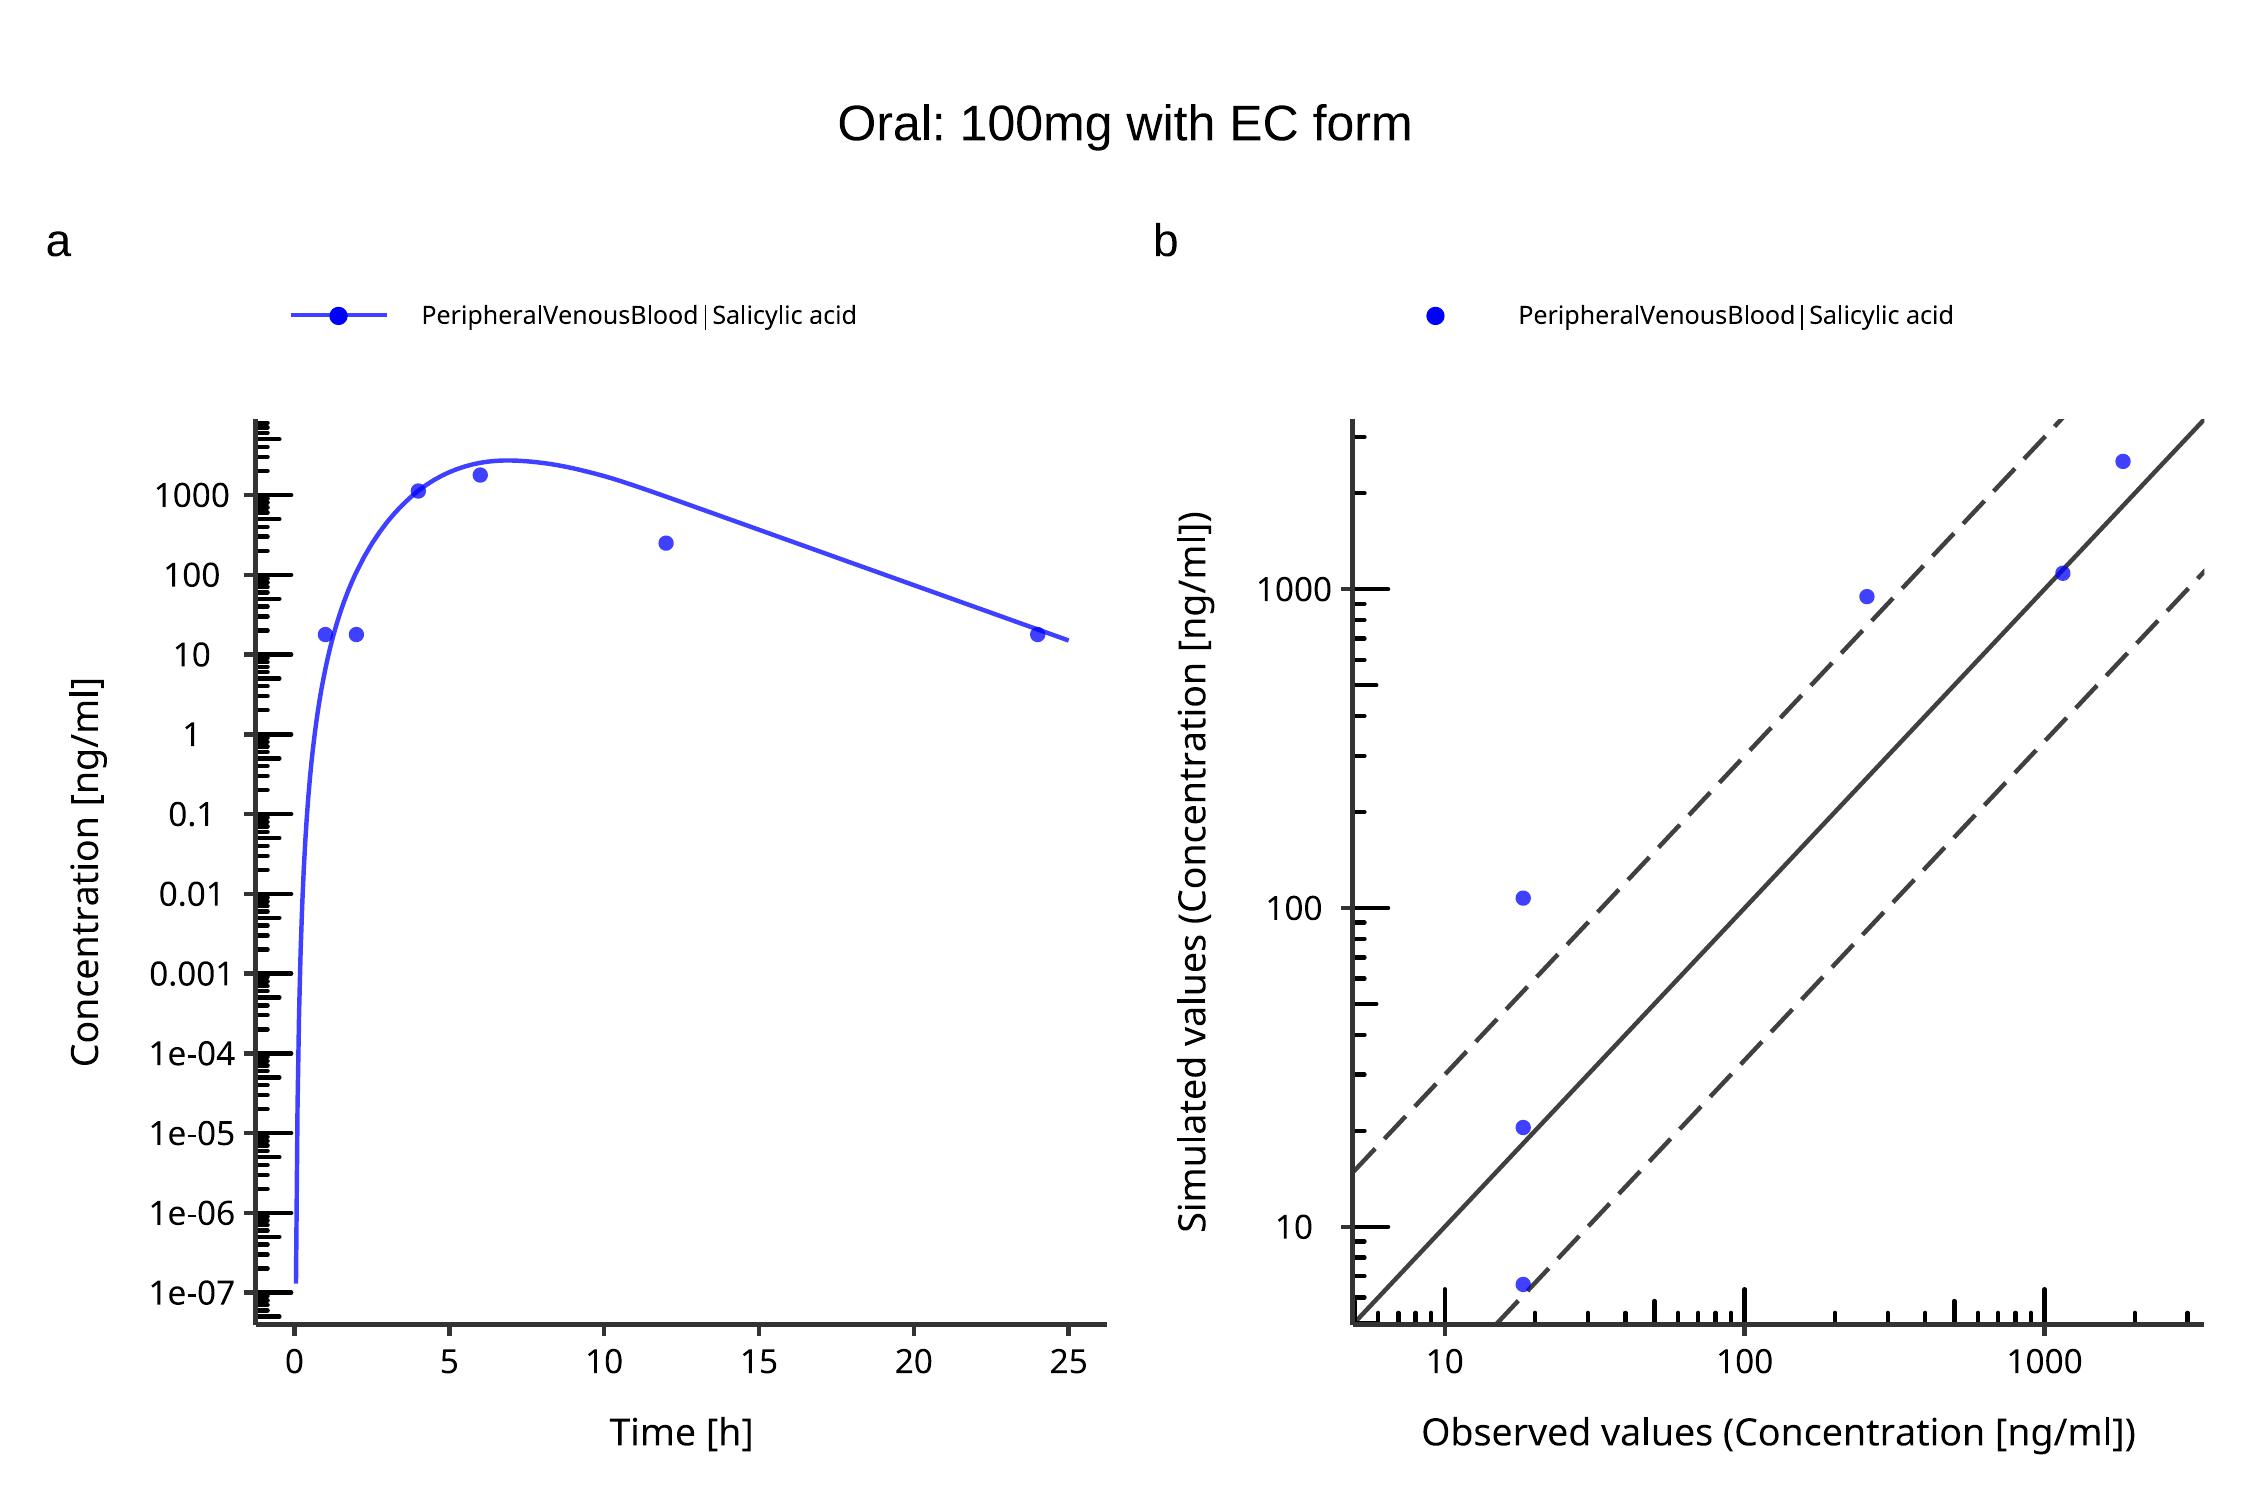 Oral: 100mg with EC form
a
PeripheralVenousBlood|Salicylic acid
Concentration [ng/ml]
1000
100
10
1
0.1
0.01
0.001
1e-04
1e-05
1e-06
1e-07
0 5 10 15 20 25
Time [h]
b
PeripheralVenousBlood|Salicylic acid
Simulated values (Concentration [ng/ml])
1000
100
10
10 100 1000
Observed values (Concentration [ng/ml])